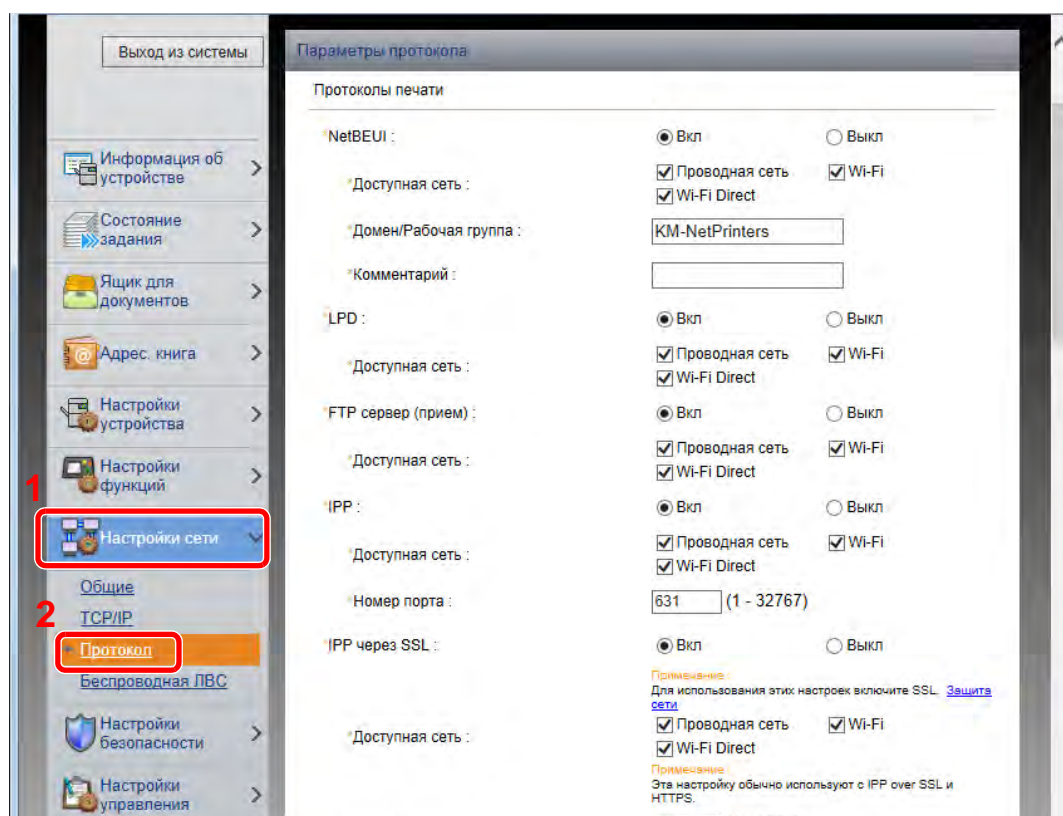 Выход из системы
Информация об
устройстве
Состояние
задания
Ящик для
документов
Адрес. книга
Настройки
устройства
Настройки
функций
1
Настройки сети
Общие
2
TCP/IP
Протокол
Беспроводная ЛВС
Настройки
безопасности
Настройки
управления
Параметры протокола
Протоколы печати
*NetBEUI : Вкл Выкл
*Доступная сеть : Проводная сеть Wi-Fi
Wi-Fi Direct
*Домен/Рабочая группа : KM-NetPrinters
*Комментарий :
*LPD : Вкл Выкл
*Доступная сеть : Проводная сеть Wi-Fi
Wi-Fi Direct
*FTP сервер (прием) : Вкл Выкл
*Доступная сеть : Проводная сеть Wi-Fi
Wi-Fi Direct
*IPP : Вкл Выкл
*Доступная сеть : Проводная сеть Wi-Fi
Wi-Fi Direct
*Номер порта : 631 (1 - 32767)
*IPP через SSL : Вкл Выкл
Примечание :
Для использования этих настроек включите SSL. Защита
сети
*Доступная сеть : Проводная сеть Wi-Fi
Wi-Fi Direct
Примечание :
Эта настройку обычно используют с IPP over SSL и
HTTPS.